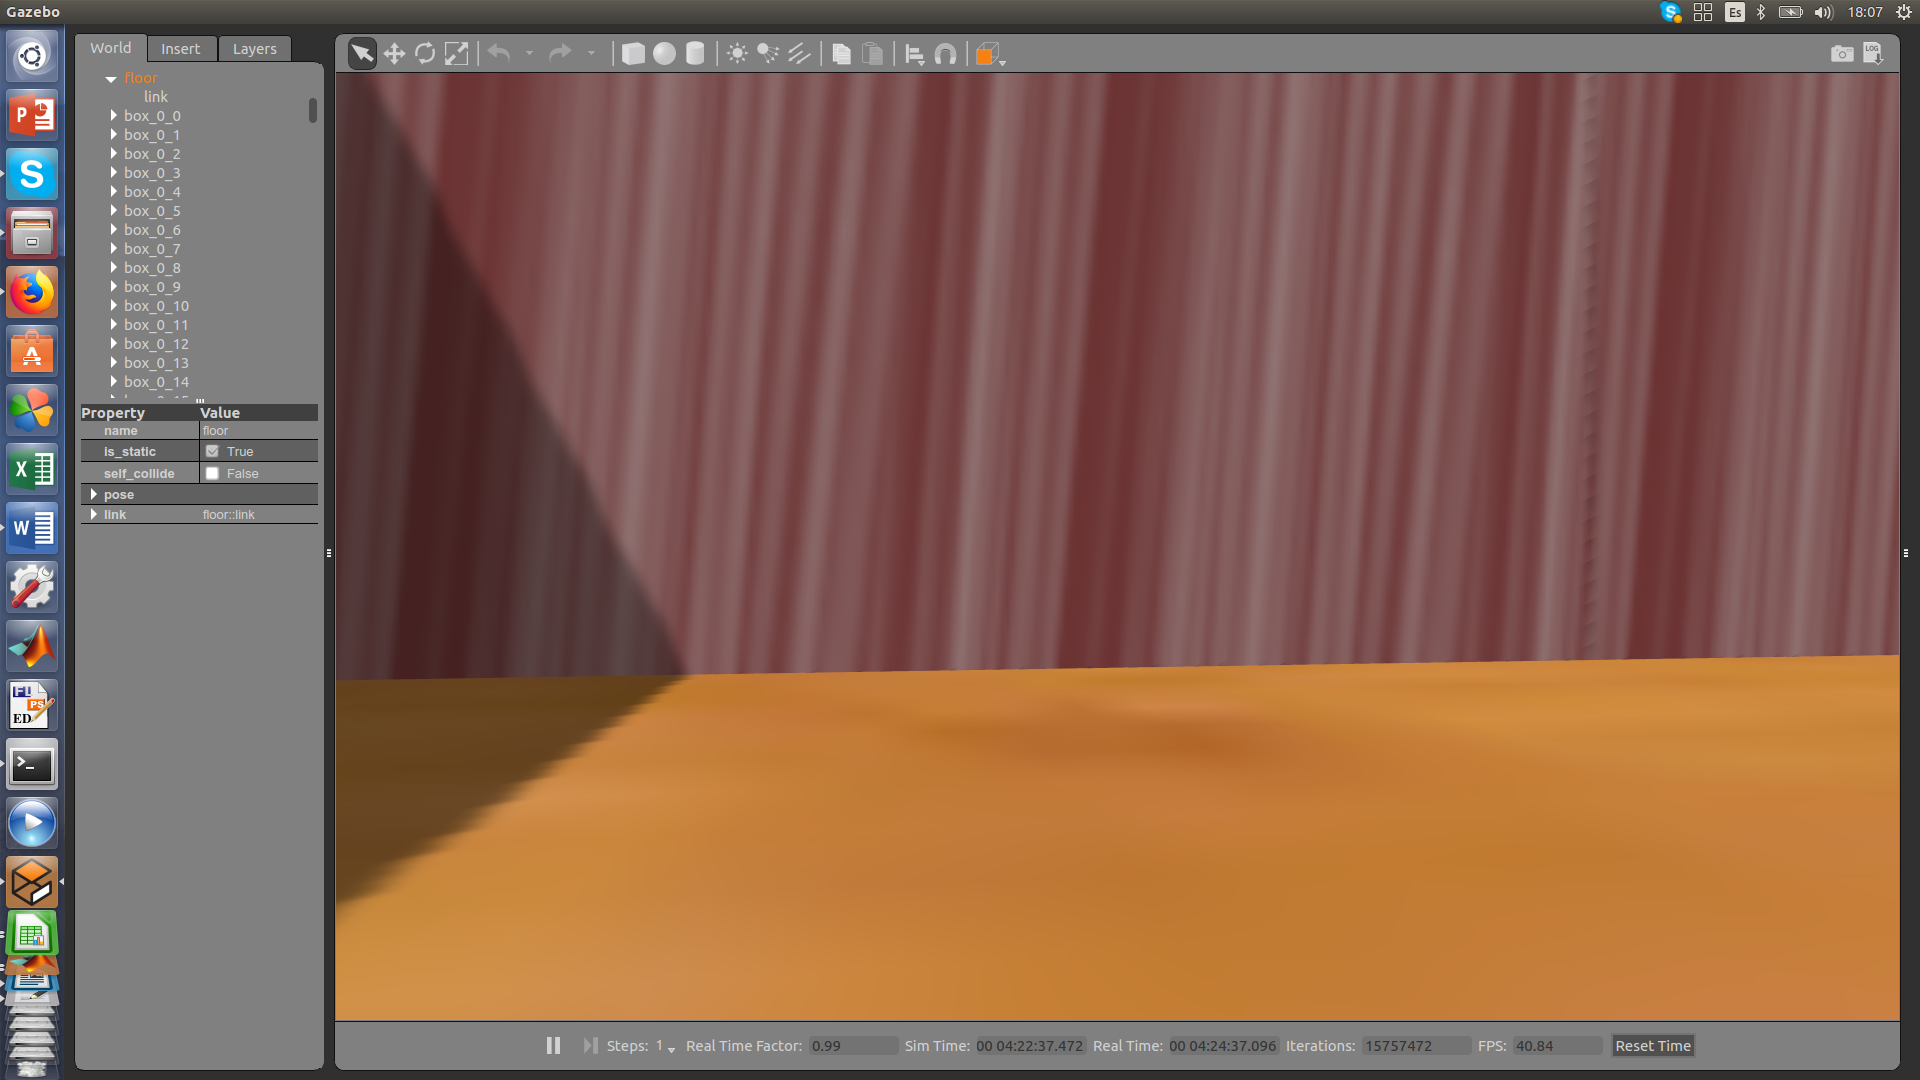 Gazebo
Es
18:07
World
Insert
Layers
LOG
floor
link
box_0_0
box_0_1
box_0_2
box_0_3
box_0_4
box_0_5
box_0_6
box_0_7
box_0_8
box_0_9
box_0_10
box_0_11
box_0_12
box_0_13
box_0_14
Property Value
name floor
is_static True
self_collide False
pose
link floor::link
Steps: 1 Real Time Factor: 0.99 Sim Time: 00 04:22:37.472 Real Time: 00 04:24:37.096 Iterations: 15757472 FPS: 40.84 Reset Time